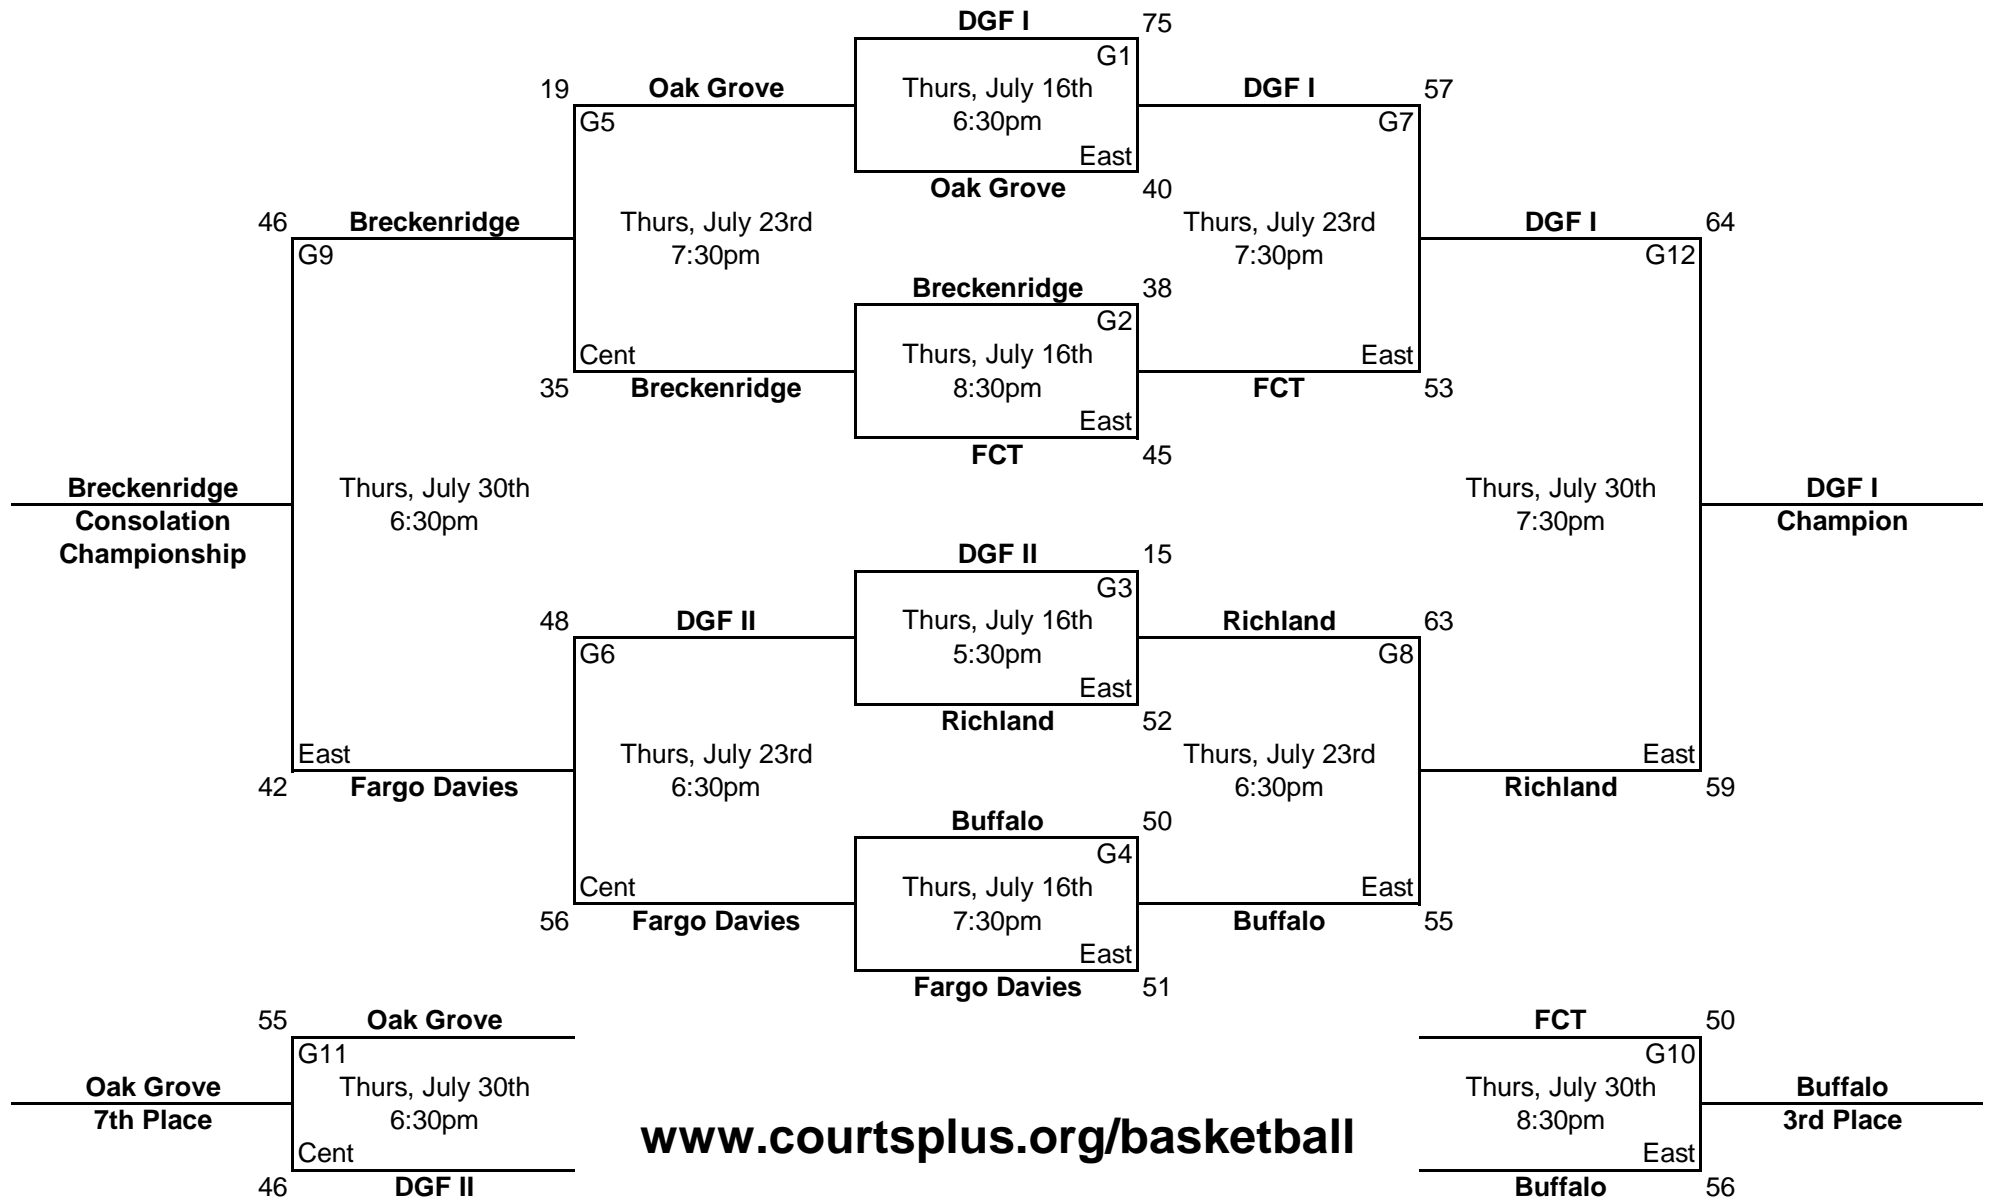 DGF I 75
G1
19 Oak Grove Thurs, July 16th DGF I 57
G5 6:30pm G7
East
Oak Grove 40
46 Breckenridge Thurs, July 23rd Thurs, July 23rd DGF I 64
G9 7:30pm 7:30pm G12
Breckenridge 38
G2
Cent Thurs, July 16th East
35 Breckenridge 8:30pm FCT 53
East
FCT 45
Breckenridge Thurs, July 30th Thurs, July 30th DGF I
Consolation 6:30pm 7:30pm Champion
Championship DGF II 15
G3
48 DGF II Thurs, July 16th Richland 63
G6 5:30pm G8
East
Richland 52
East Thurs, July 23rd Thurs, July 23rd East
42 Fargo Davies 6:30pm 6:30pm Richland 59
Buffalo 50
G4
Cent Thurs, July 16th East
56 Fargo Davies 7:30pm Buffalo 55
East
Fargo Davies 51
55 Oak Grove FCT 50
G11 G10
Oak Grove Thurs, July 30th Thurs, July 30th Buffalo
7th Place 6:30pm www.courtsplus.org/basketball 8:30pm 3rd Place
Cent East
46 DGF II Buffalo 56